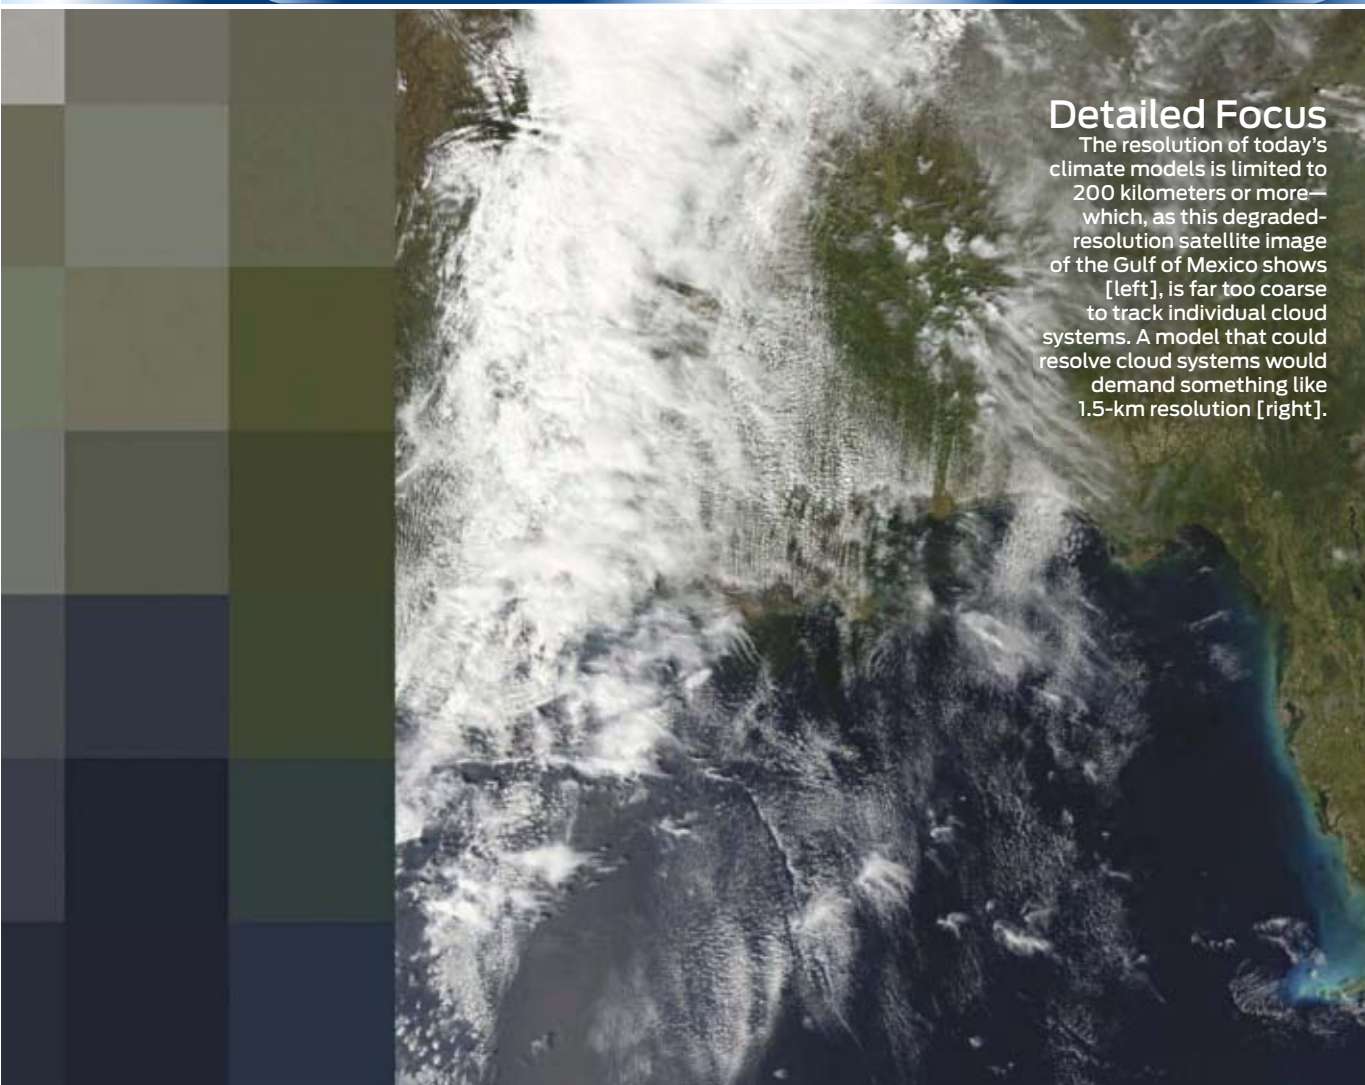 Detailed Focus
The resolution of today’s
climate models is limited to
200 kilometers or more—
which, as this degraded-
resolution satellite image
of the Gulf of Mexico shows
[left], is far too coarse
to track individual cloud
systems. A model that could
resolve cloud systems would
demand something like
1.5-km resolution [right].